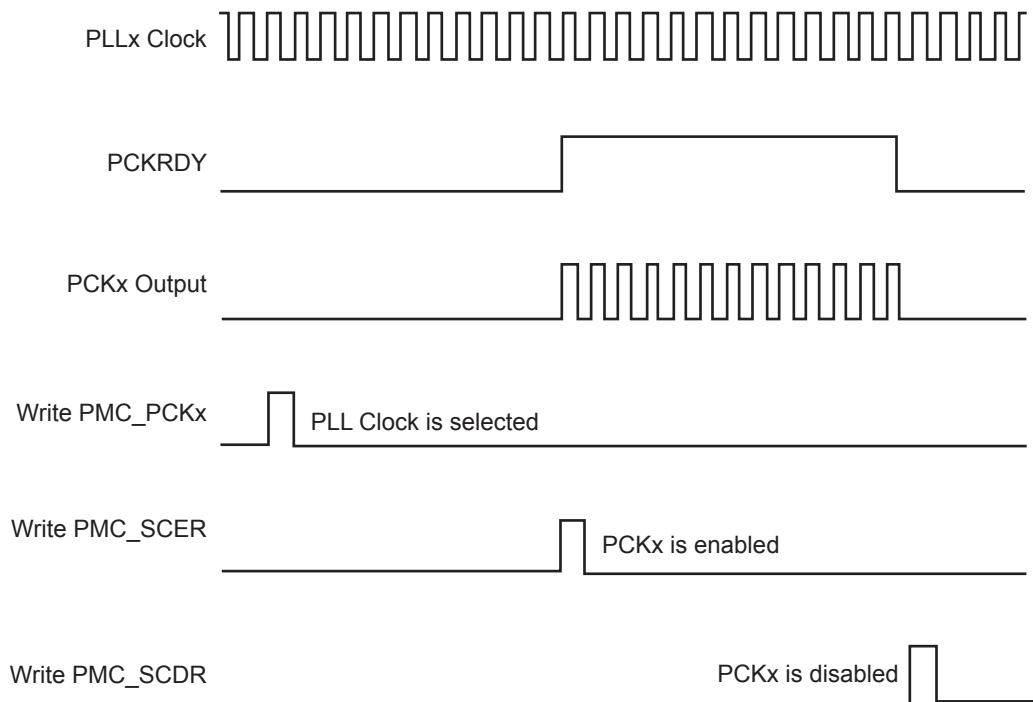 PLLx Clock
PCKRDY
PCKx Output
Write PMC_PCKx
PLL Clock is selected
Write PMC_SCER
PCKx is enabled
Write PMC_SCDR
PCKx is disabled